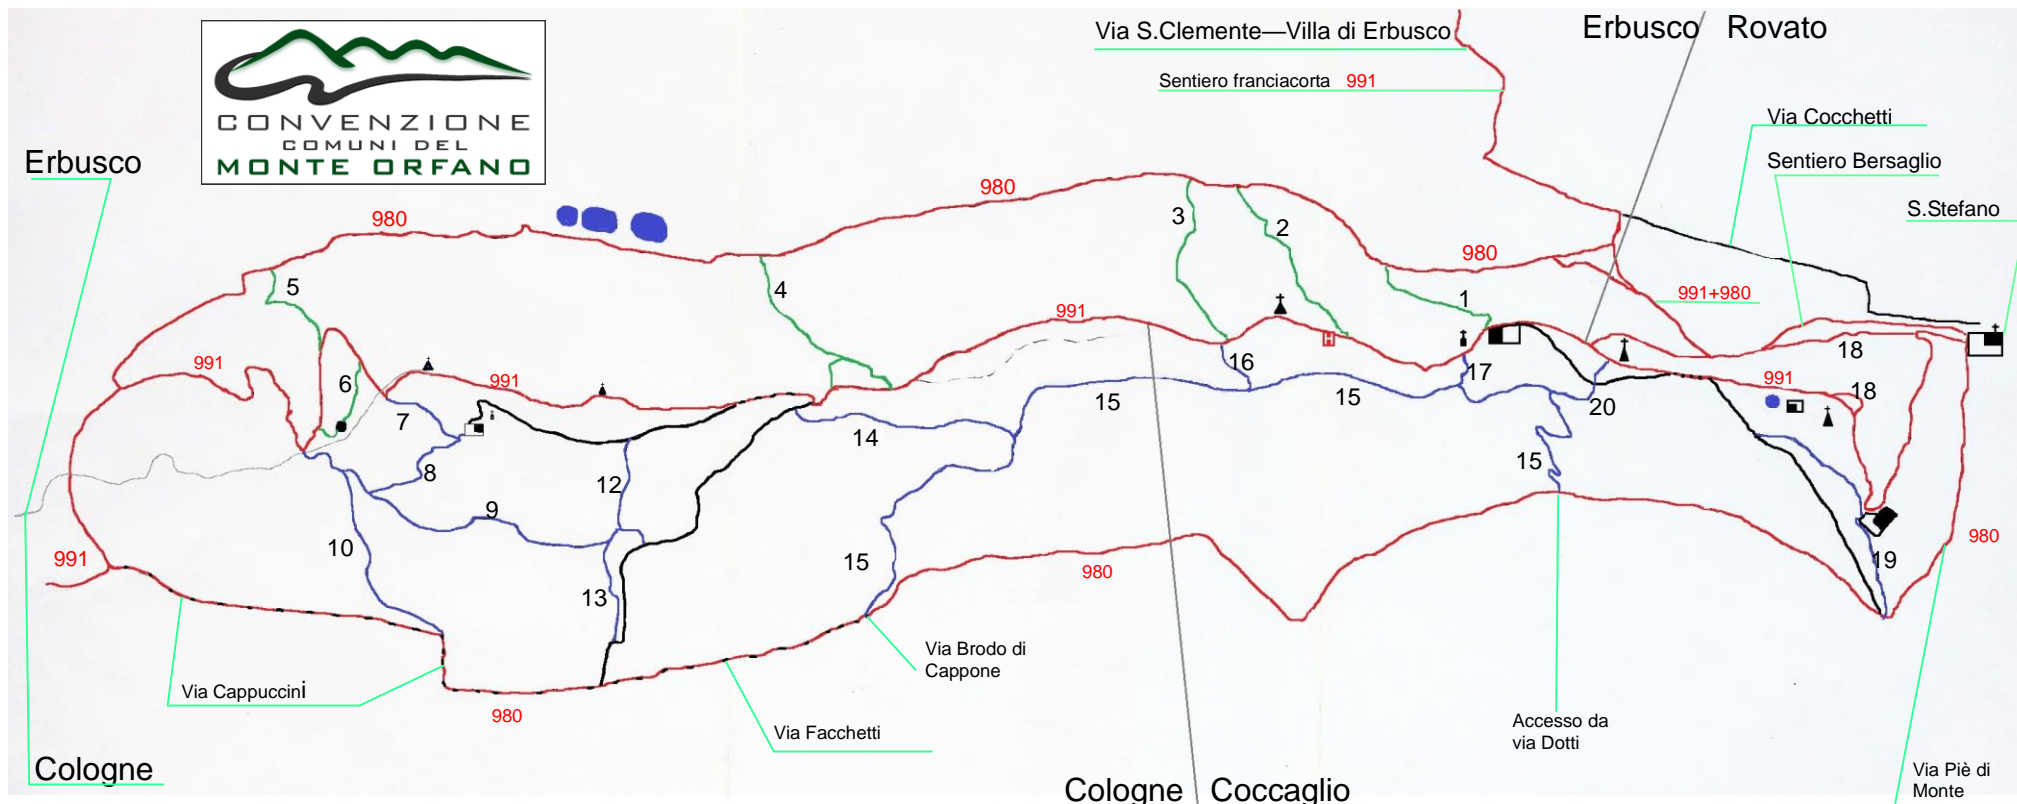 Via S.Clemente—Villa di Erbusco
Erbusco Rovato
Sentiero franciacorta 991
CONVENZIONE
COMUNI DEL
MONTE ORFANO
Via Cocchetti
Erbusco
Sentiero Bersaglio
S.Stefano
980
980
3
2
980
5
4
991+980
1
991
991
18
16
6
991
17
991
18
7
15
15
20
14
8
12
15
9
10
19
980
991
15
980
13
Via Brodo di
Cappone
Via Cappuccini
980
Via Facchetti
Accesso da
via Dotti
Cologne
Cologne Coccaglio
Via Piè di
Monte